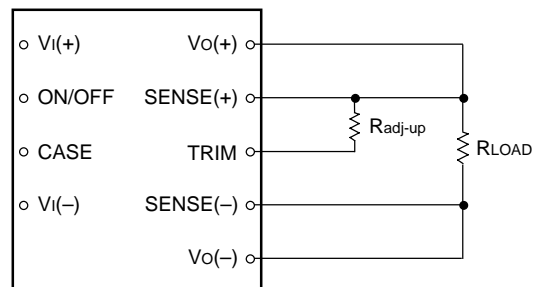 VI(+) VO(+)
ON/OFF SENSE(+)
Radj-up
CASE TRIM RLOAD
VI(–) SENSE(–)
VO(–)